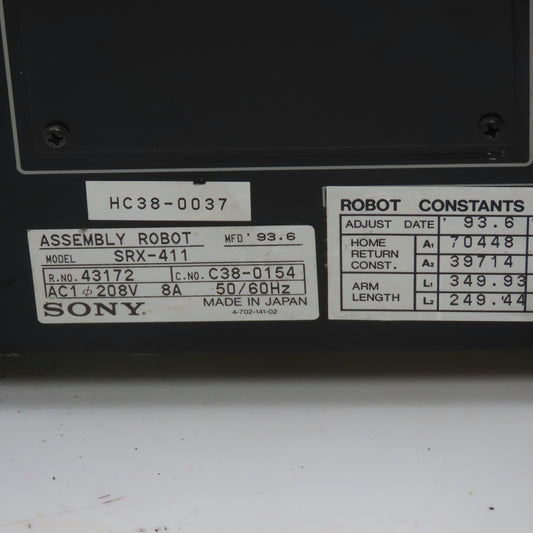 HC38-0037
ASSEMBLY ROBOT MFD '93.6
MODEL SRX-411
R.NO. 43172 C.NO. C38-0154
AC1φ208V 8A 50/60Hz
SONY. MADE IN JAPAN
4-702-141-02
ROBOT CONSTANTS
ADJUST DATE '93.6
HOME RETURN CONST. A1 70448
A2 39714
ARM LENGTH L1 349.93
L2 249.44